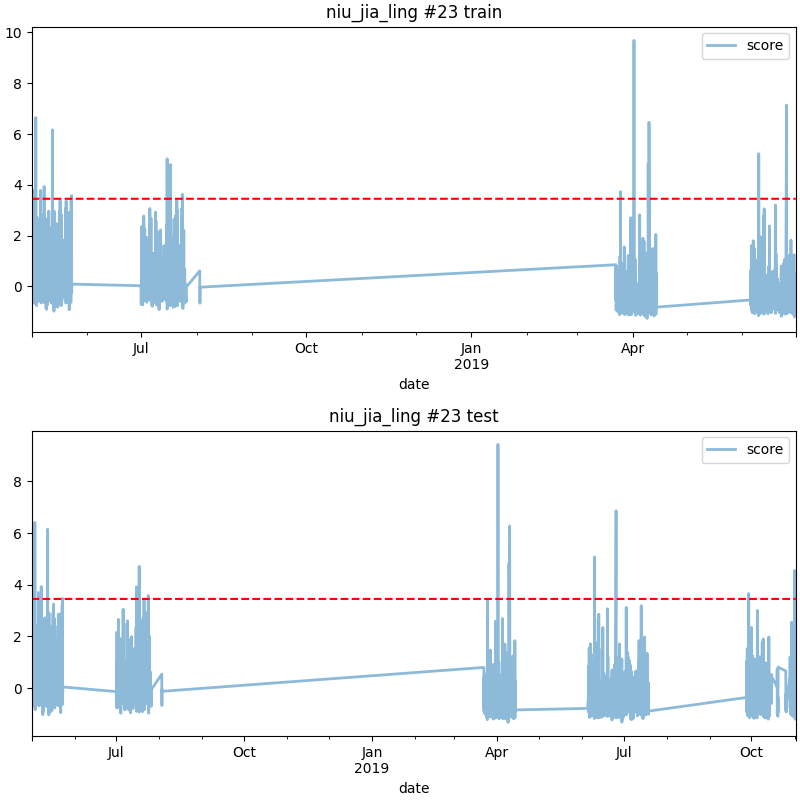 niu_jia_ling #23 train
score
10
8
6
4
2
0
Jul
Oct
Jan
Apr
2019
date
niu_jia_ling #23 test
score
8
6
4
2
0
Jul
Oct
Jan
Apr
Jul
Oct
2019
date